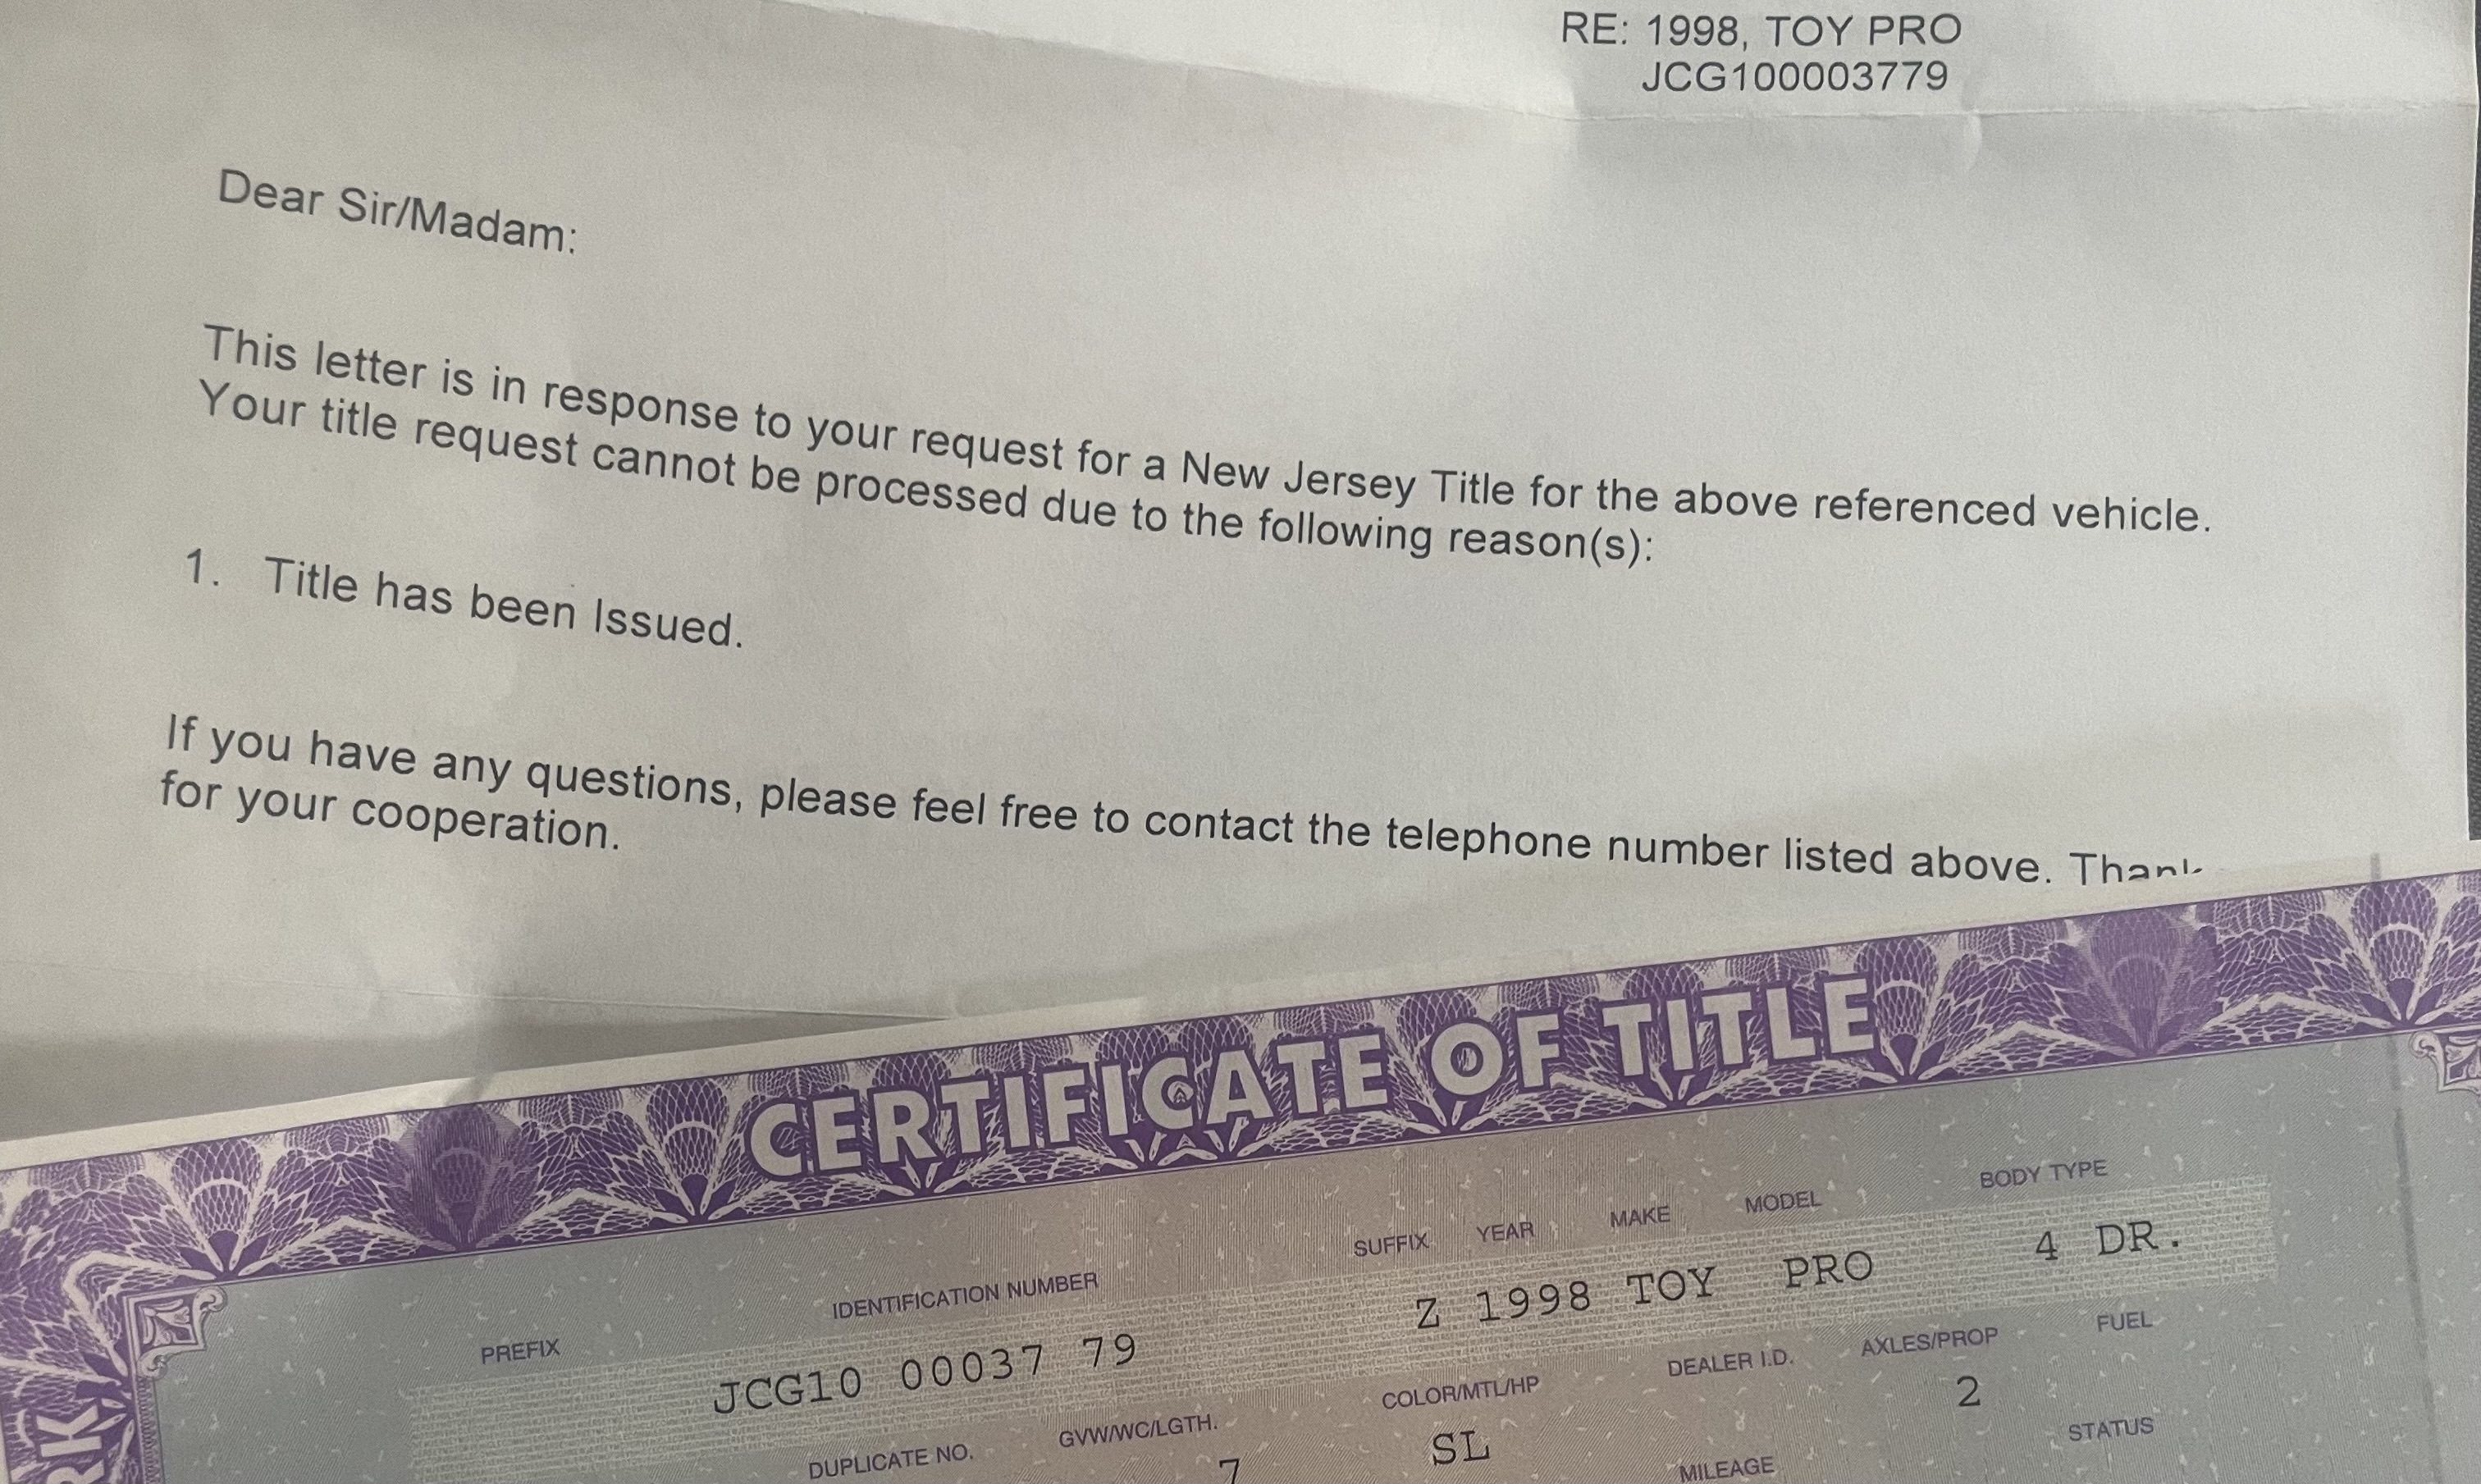 RE: 1998, TOY PRO
JCG100003779
Dear Sir/Madam:
This letter is in response to your request for a New Jersey Title for the above referenced vehicle.
Your title request cannot be processed due to the following reason(s):
1. Title has been Issued.
If you have any questions, please feel free to contact the telephone number listed above. Thank
for your cooperation.
CERTIFICATE OF TITLE
PREFIX IDENTIFICATION NUMBER SUFFIX YEAR MAKE MODEL BODY TYPE
JCG10 00037 79 Z 1998 TOY PRO 4 DR.
DUPLICATE NO. GVW/WC/LGTH. COLOR/MTL/HP DEALER I.D. AXLES/PROP FUEL
7 SL 2
MILEAGE STATUS